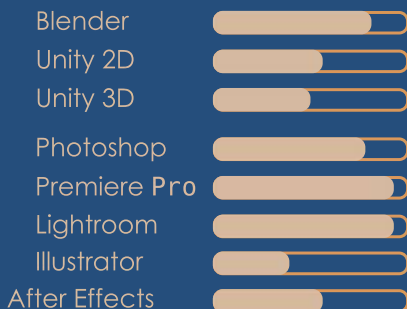 Blender
Unity 2D
Unity 3D
Photoshop
Premiere Pro
Lightroom
Illustrator
After Effects